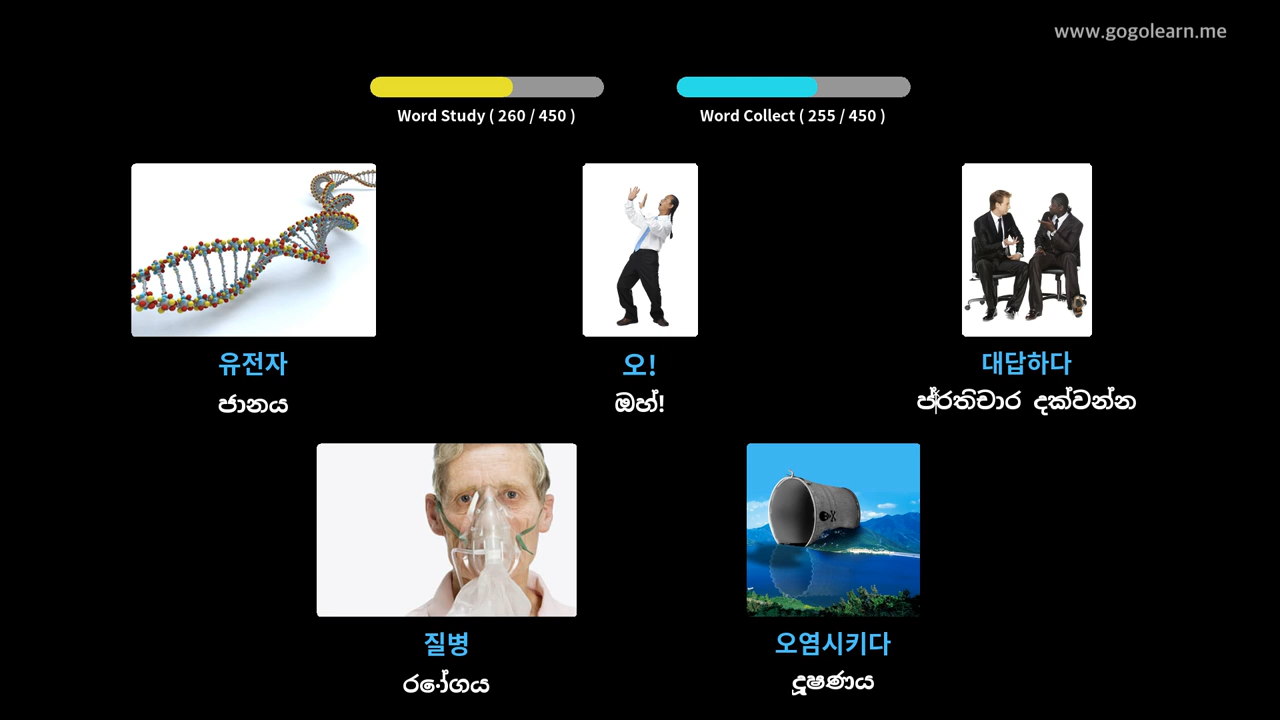 www.gogolearn.me
Word Study ( 260 / 450 )
Word Collect ( 255 / 450 )
유전자
ජානය
오!
ඔහ්!
대답하다
ප්‍රතිචාර දක්වන්න
질병
රෝගය
오염시키다
දූෂණය